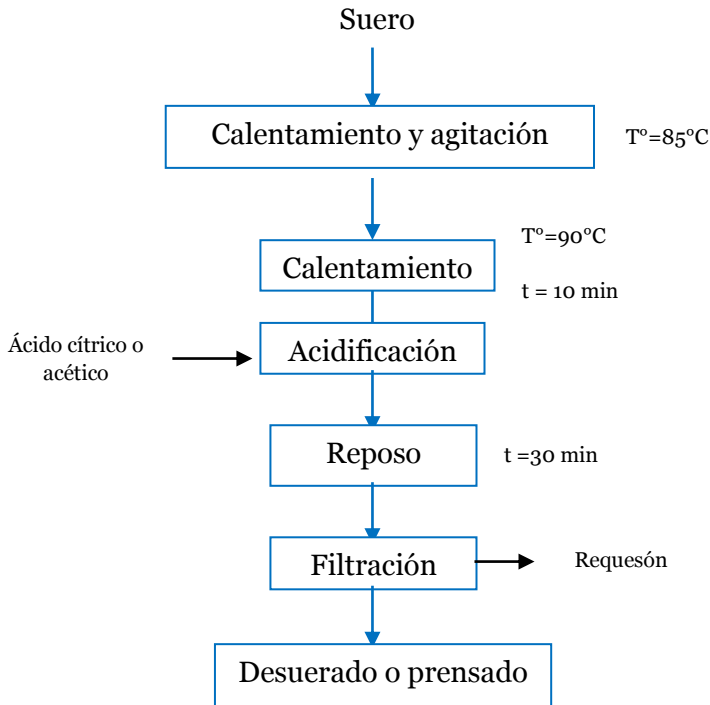 Suero
Calentamiento y agitación
T°=85°C
T°=90°C
Calentamiento
t = 10 min
Ácido cítrico o
acético
Acidificación
Reposo
t =30 min
Filtración
Requesón
Desuerado o prensado